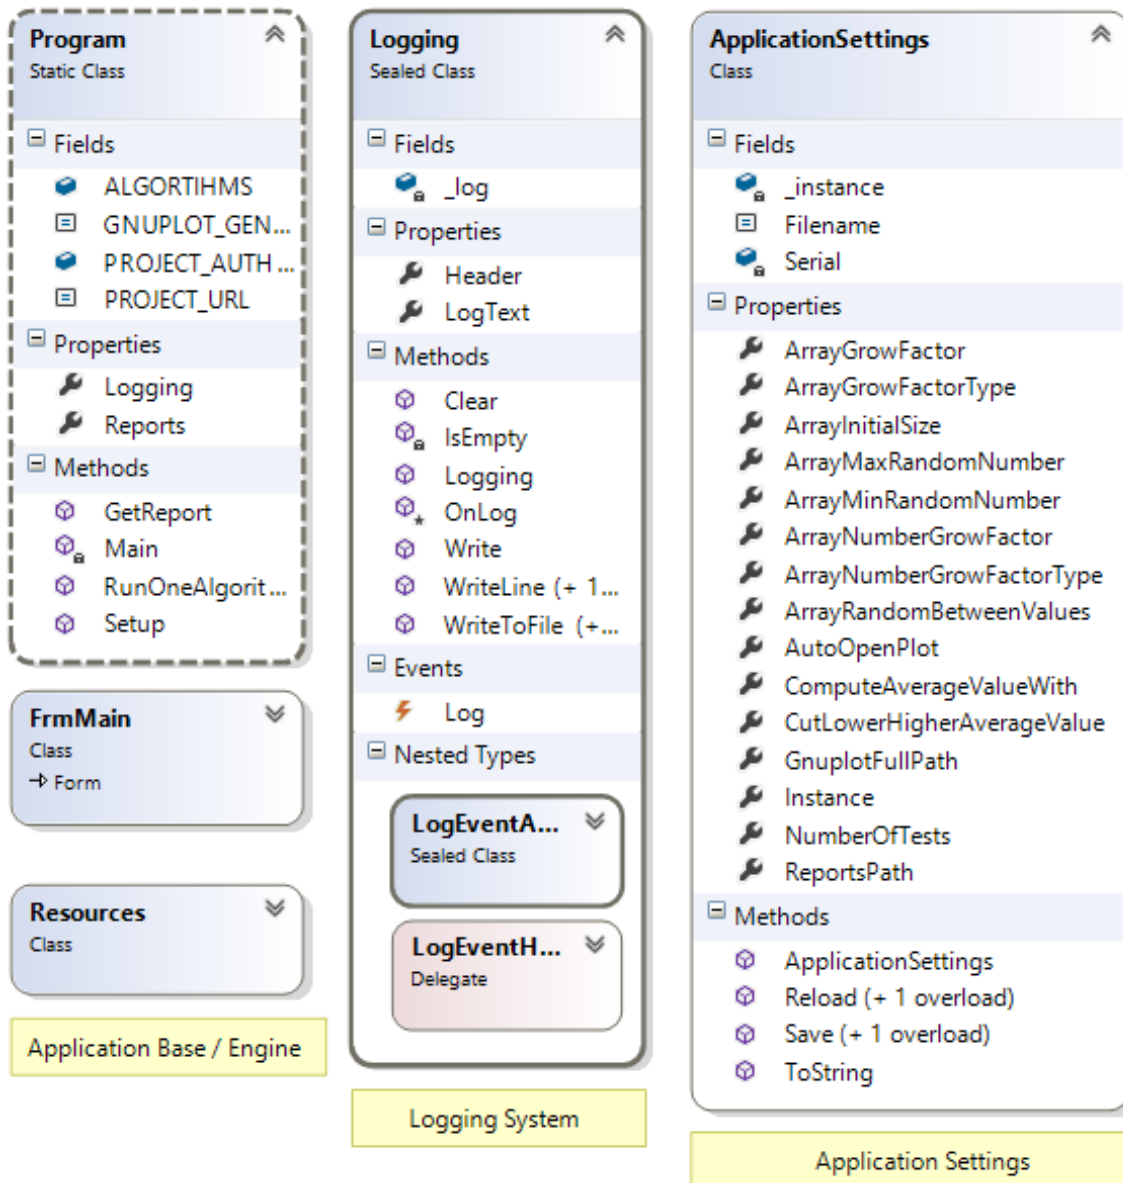 Program
Static Class
Fields
ALGORTIHMS
GNUPLOT_GEN...
PROJECT_AUTH...
PROJECT_URL
Properties
Logging
Reports
Methods
GetReport
Main
RunOneAlgorit...
Setup
FrmMain
Class
Form
Resources
Class
Application Base / Engine
Logging
Sealed Class
Fields
_log
Properties
Header
LogText
Methods
Clear
IsEmpty
Logging
OnLog
Write
WriteLine (+ 1...
WriteToFile (+...
Events
Log
Nested Types
LogEventA...
Sealed Class
LogEventH...
Delegate
Logging System
ApplicationSettings
Class
Fields
_instance
Filename
Serial
Properties
ArrayGrowFactor
ArrayGrowFactorType
ArrayInitialSize
ArrayMaxRandomNumber
ArrayMinRandomNumber
ArrayNumberGrowFactor
ArrayNumberGrowFactorType
ArrayRandomBetweenValues
AutoOpenPlot
ComputeAverageValueWith
CutLowerHigherAverageValue
GnuplotFullPath
Instance
NumberOfTests
ReportsPath
Methods
ApplicationSettings
Reload (+ 1 overload)
Save (+ 1 overload)
ToString
Application Settings